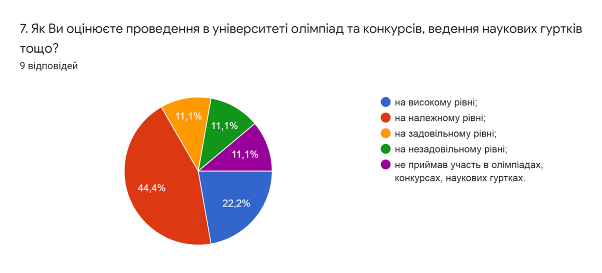 7. Як Ви оцінюєте проведення в університеті олімпіад та конкурсів, ведення наукових гуртків
тощо?
9 відповідей
11,1%
11,1%
11,1%
44,4%
22,2%
на високому рівні;
на належному рівні;
на задовільному рівні;
на незадовільному рівні;
не приймав участь в олімпіадах,
конкурсах, наукових гуртках.